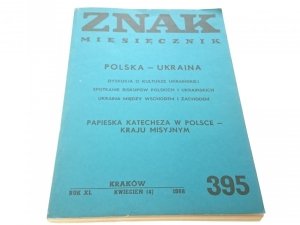 ZNAK
MIESIĘCZNIK
POLSKA – UKRAINA
DYSKUSJA O KULTURZE UKRAIŃSKIEJ
SPOTKANIE BISKUPÓW POLSKICH I UKRAIŃSKICH
UKRAINA MIĘDZY WSCHODEM I ZACHODEM
PAPIESKA KATECHEZA W POLSCE –
KRAJU MISYJNYM
KRAKÓW
ROK XL KWIECIEŃ (4) 1988 395